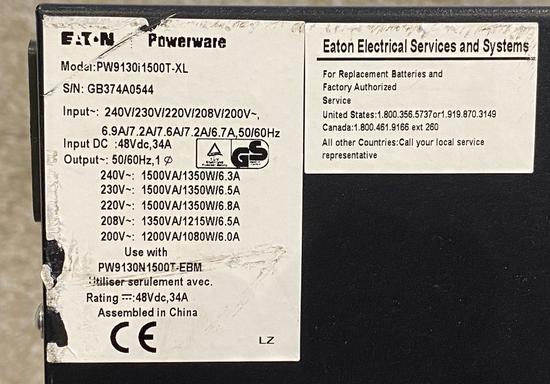 EATON Powerware
Model:PW9130i1500T-XL
S/N: GB374A0544
Input~: 240V/230V/220V/208V/200V~,
6.9A/7.2A/7.6A/7.2A/6.7A,50/60Hz
Input DC :48Vdc,34A
Output~: 50/60Hz,1 ø
GS
240V~: 1500VA/1350W/6.3A
230V~: 1500VA/1350W/6.5A
220V~: 1500VA/1350W/6.8A
208V~: 1350VA/1215W/6.5A
200V~: 1200VA/1080W/6.0A
Use with
PW9130N1500T-EBM
Utiliser serulement avec.
Rating ⎓:48Vdc,34A
Assembled in China
CE
LZ
Eaton Electrical Services and Systems
For Replacement Batteries and
Factory Authorized
Service
United States:1.800.356.5737or1.919.870.3149
Canada:1.800.461.9166 ext 260
All other Countries:Call your local service
representative